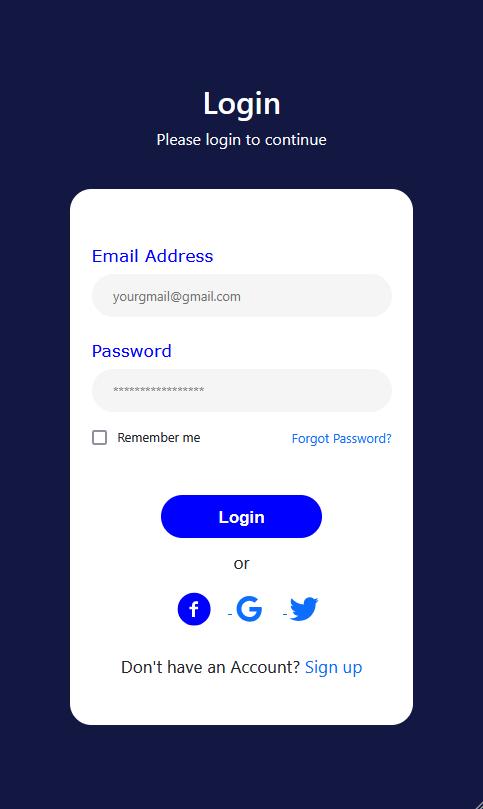 Login
Please login to continue
Email Address
yourgmail@gmail.com
Password
*****************
Remember me Forgot Password?
Login
or
Don't have an Account? Sign up